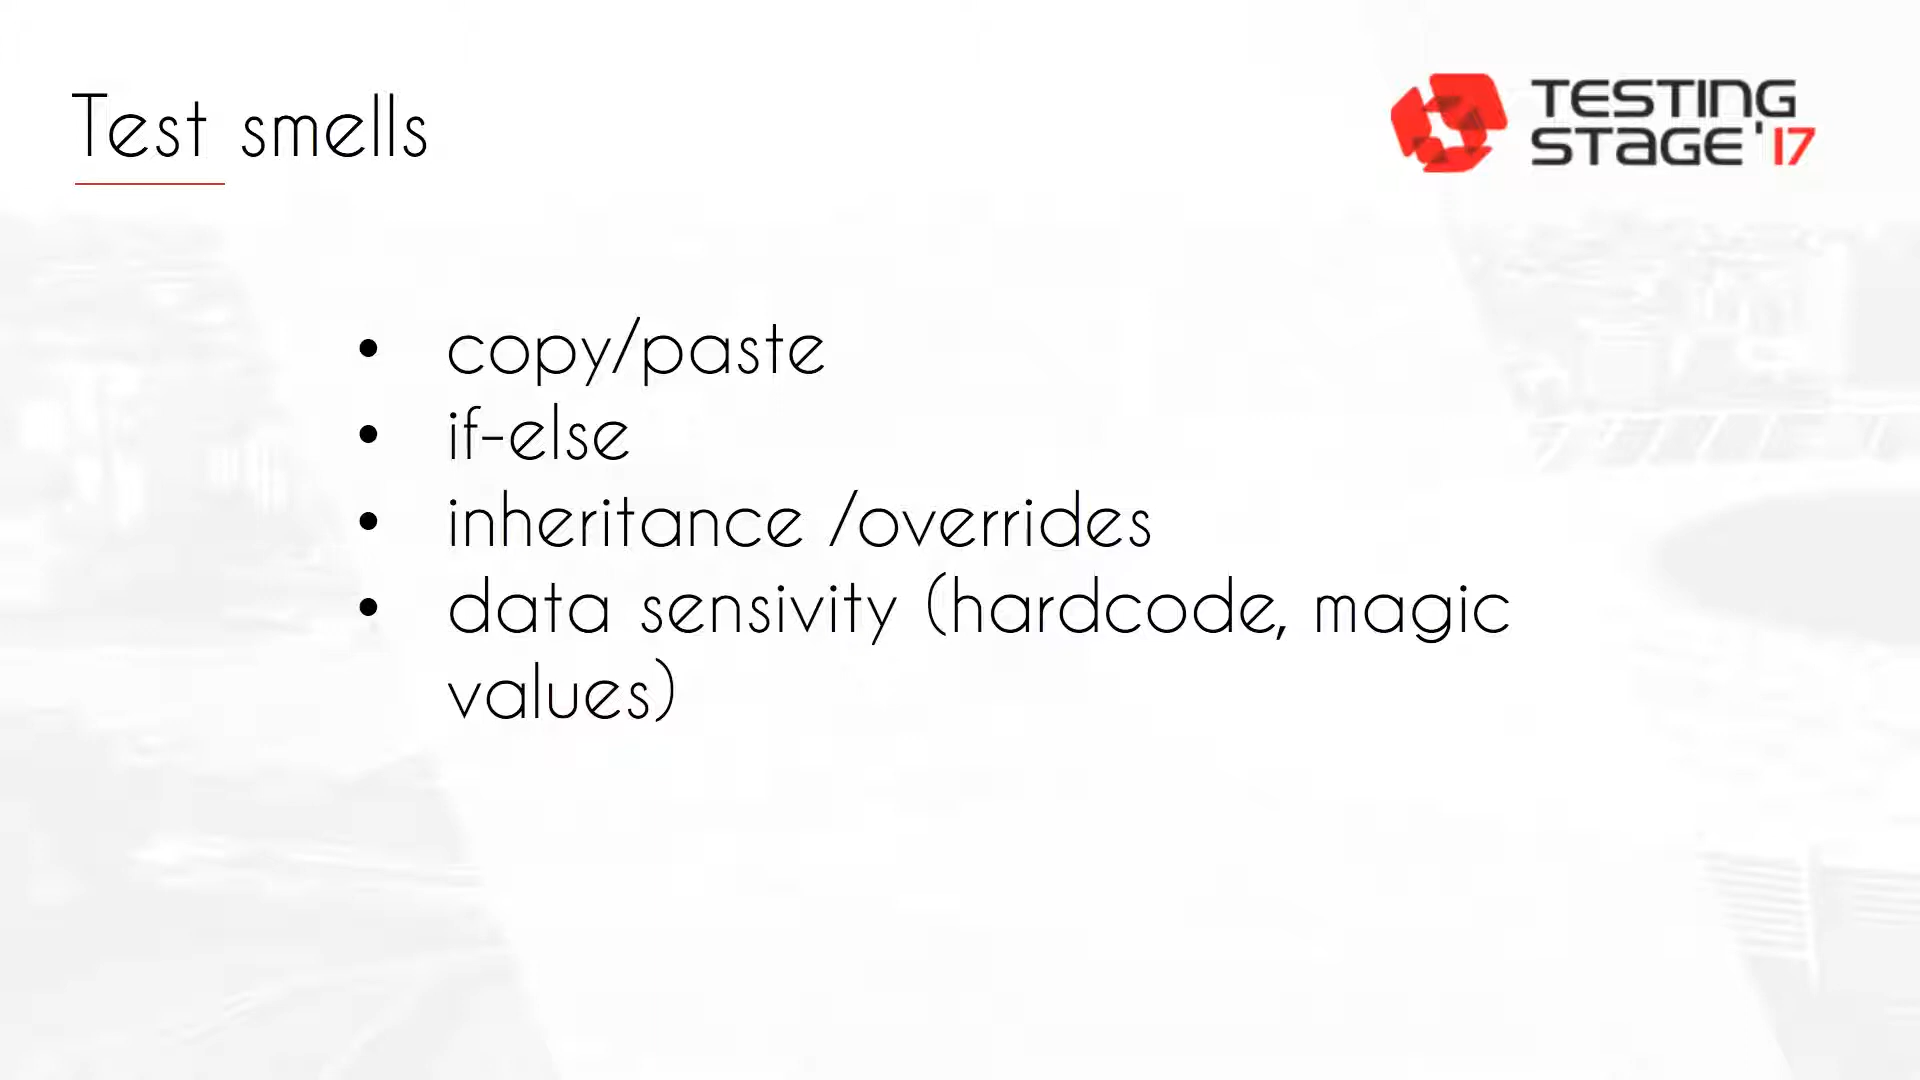 Test smells
TESTING
STAGE'17
• copy/paste
• if-else
• inheritance /overrides
• data sensivity (hardcode, magic
values)